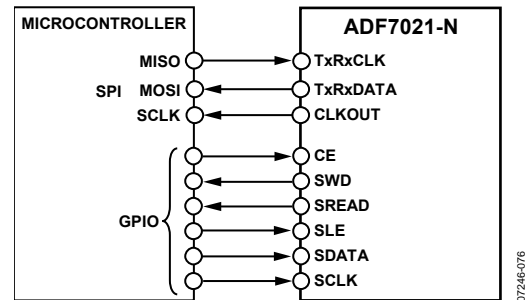 MICROCONTROLLER
ADF7021-N
MISO TxRxCLK
SPI MOSI TxRxDATA
SCLK CLKOUT
CE
SWD
SREAD
GPIO
SLE
SDATA
SCLK
07246-076